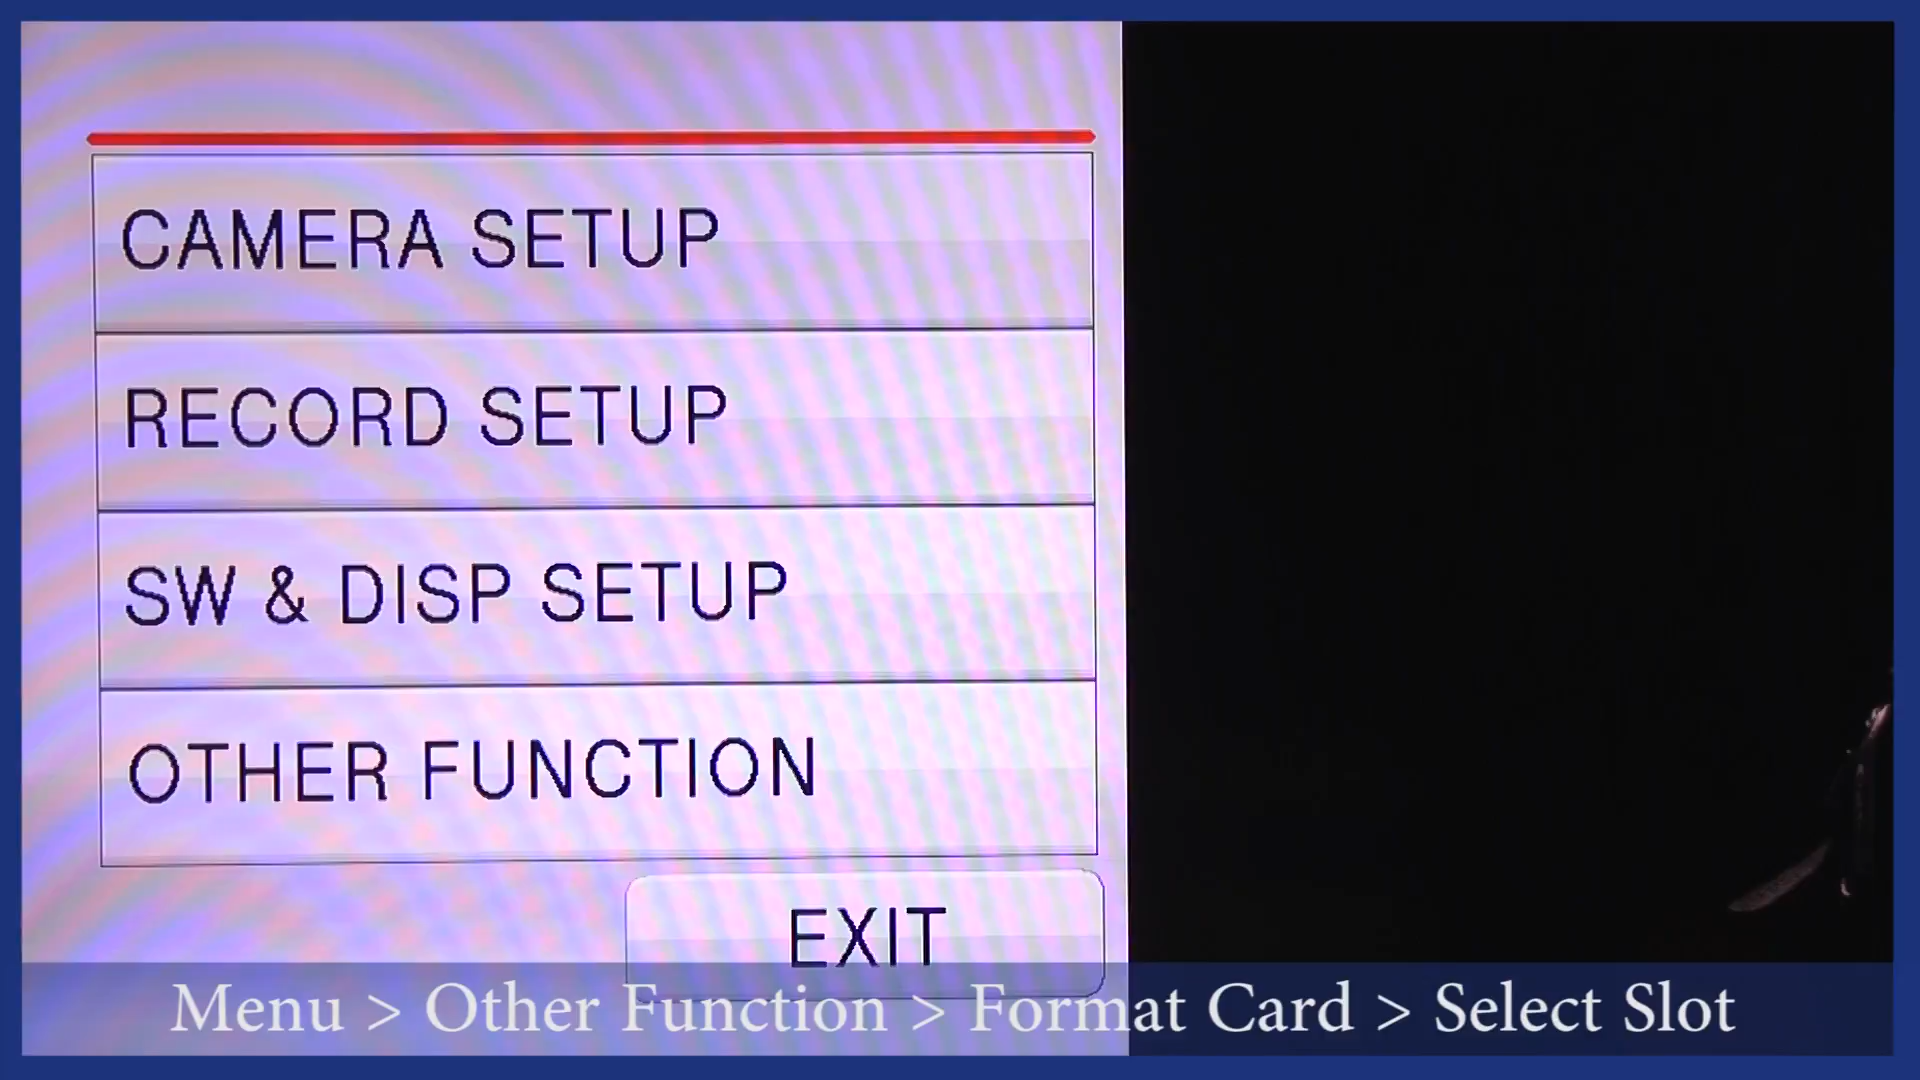 CAMERA SETUP
RECORD SETUP
SW & DISP SETUP
OTHER FUNCTION
EXIT
Menu > Other Function > Format Card > Select Slot